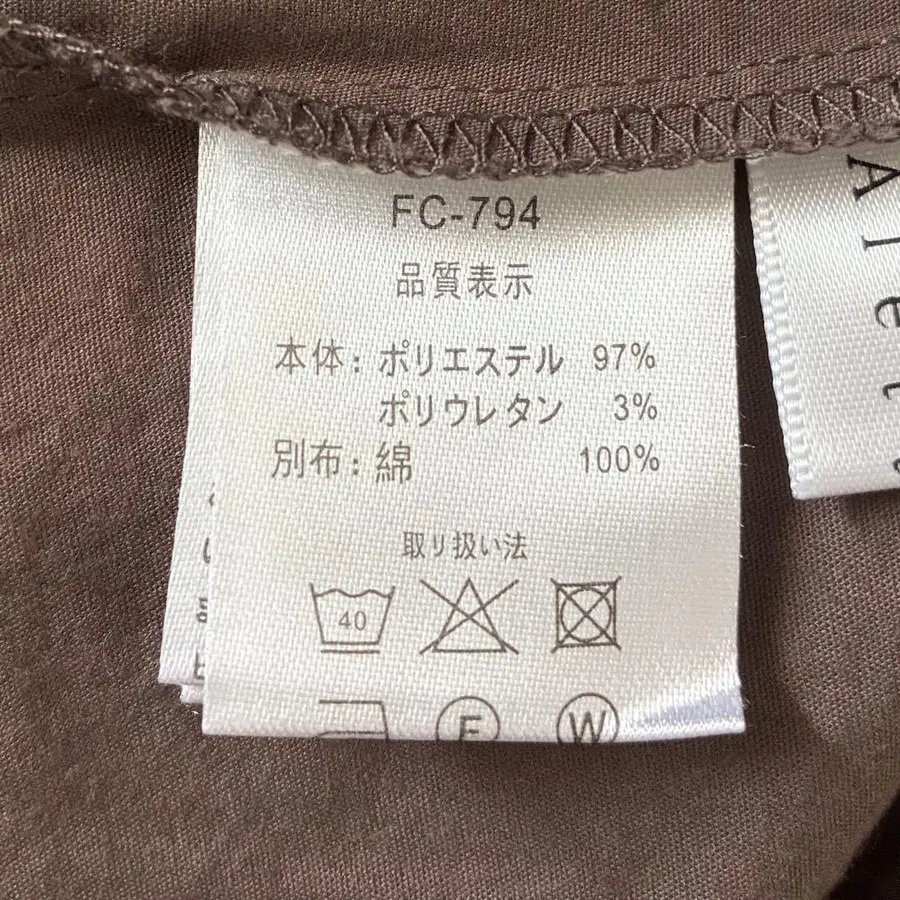 FC-794
品質表示
本体: ポリエステル 97%
ポリウレタン 3%
別布: 綿 100%
取り扱い法
40
F W
Alet